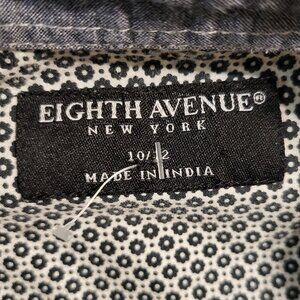 EIGHTH AVENUE®
NEW YORK
10/12
MADE IN INDIA